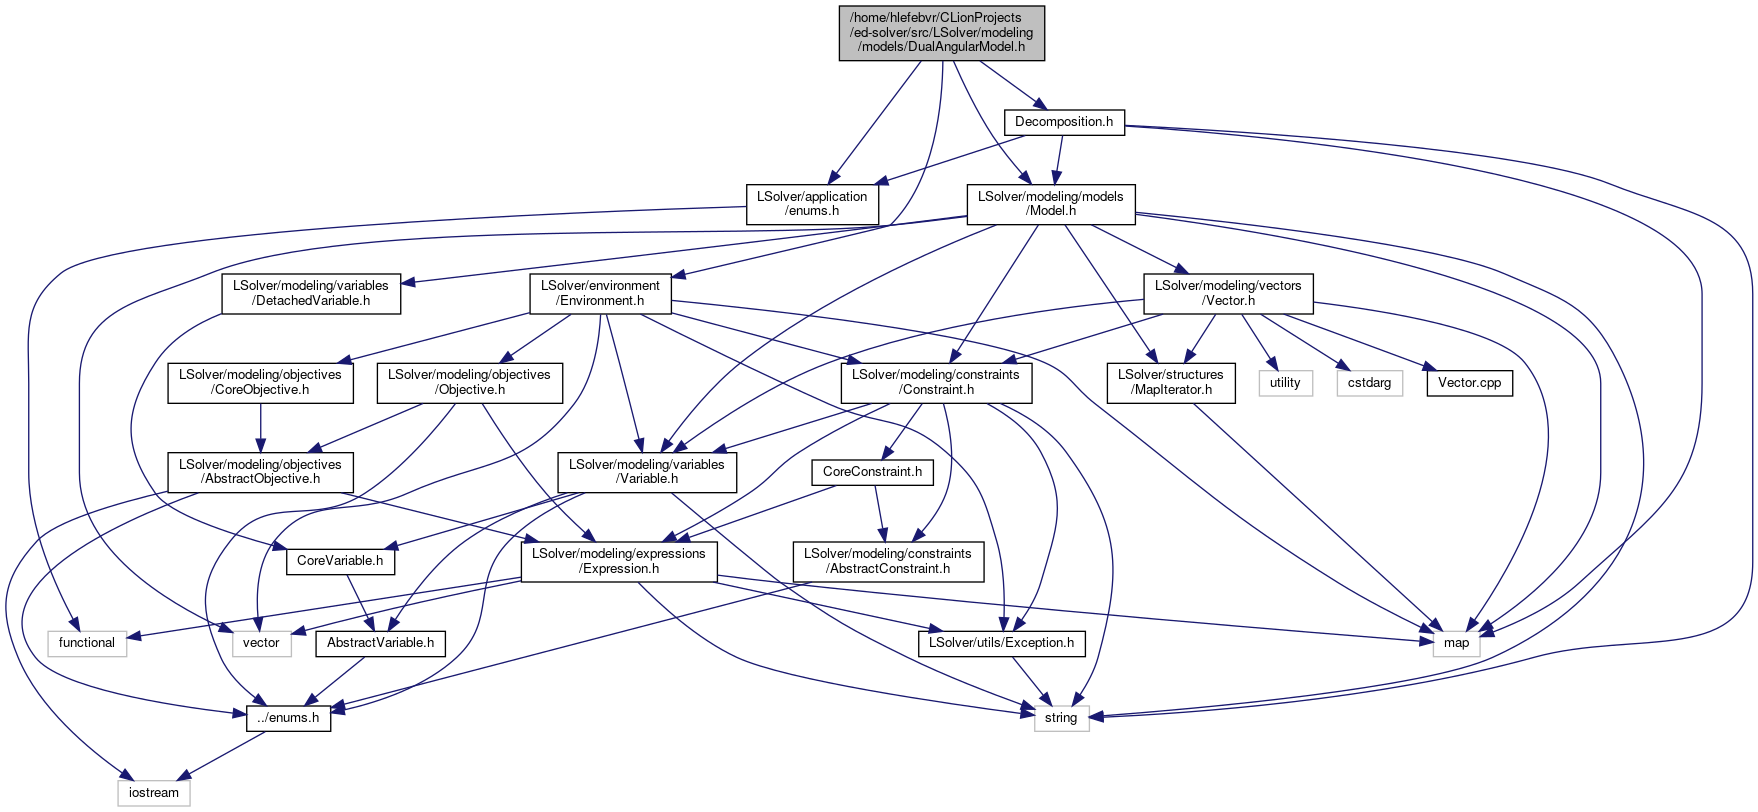 /home/hlefebvr/CLionProjects
/ed-solver/src/LSolver/modeling
/models/DualAngularModel.h
Decomposition.h
LSolver/application
/enums.h
LSolver/modeling/models
/Model.h
LSolver/modeling/variables
/DetachedVariable.h
LSolver/environment
/Environment.h
LSolver/modeling/vectors
/Vector.h
LSolver/modeling/objectives
/CoreObjective.h
LSolver/modeling/objectives
/Objective.h
LSolver/modeling/constraints
/Constraint.h
LSolver/structures
/MapIterator.h
utility
cstdarg
Vector.cpp
LSolver/modeling/objectives
/AbstractObjective.h
LSolver/modeling/variables
/Variable.h
CoreConstraint.h
CoreVariable.h
LSolver/modeling/expressions
/Expression.h
LSolver/modeling/constraints
/AbstractConstraint.h
functional
vector
AbstractVariable.h
LSolver/utils/Exception.h
map
../enums.h
string
iostream